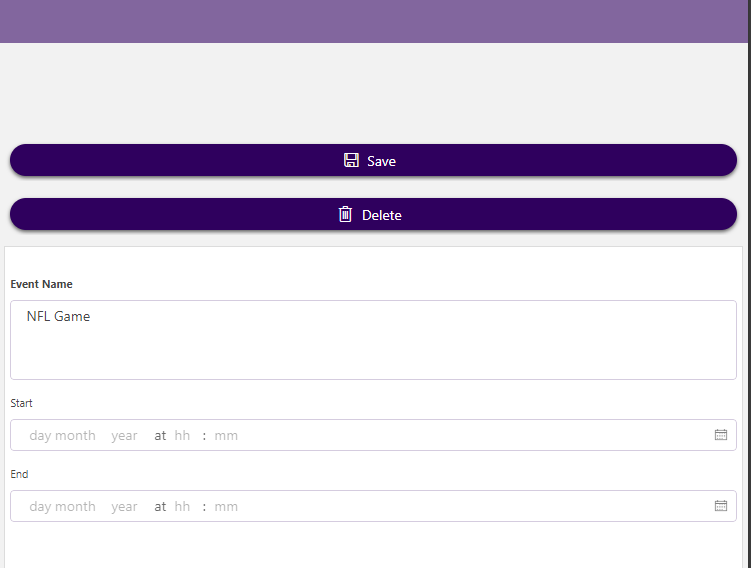 Save
Delete
Event Name
NFL Game
Start
day month year at hh : mm
End
day month year at hh : mm